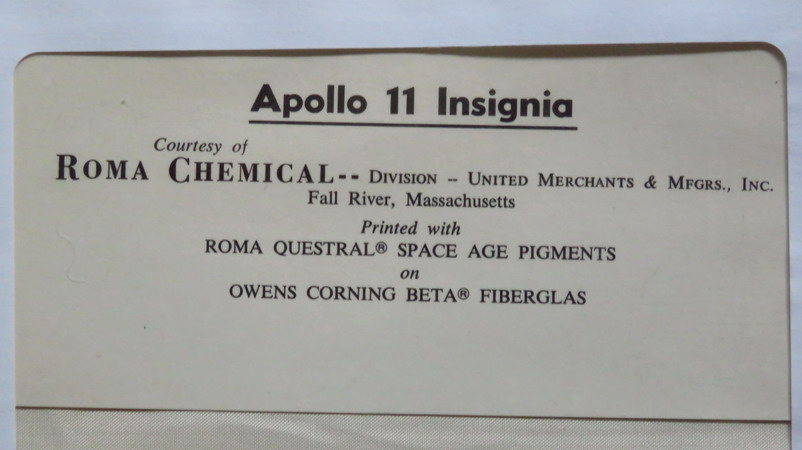 Apollo 11 Insignia
Courtesy of
ROMA CHEMICAL-- DIVISION – UNITED MERCHANTS & MFGRS., INC.
Fall River, Massachusetts
Printed with
ROMA QUESTRAL® SPACE AGE PIGMENTS
on
OWENS CORNING BETA® FIBERGLAS